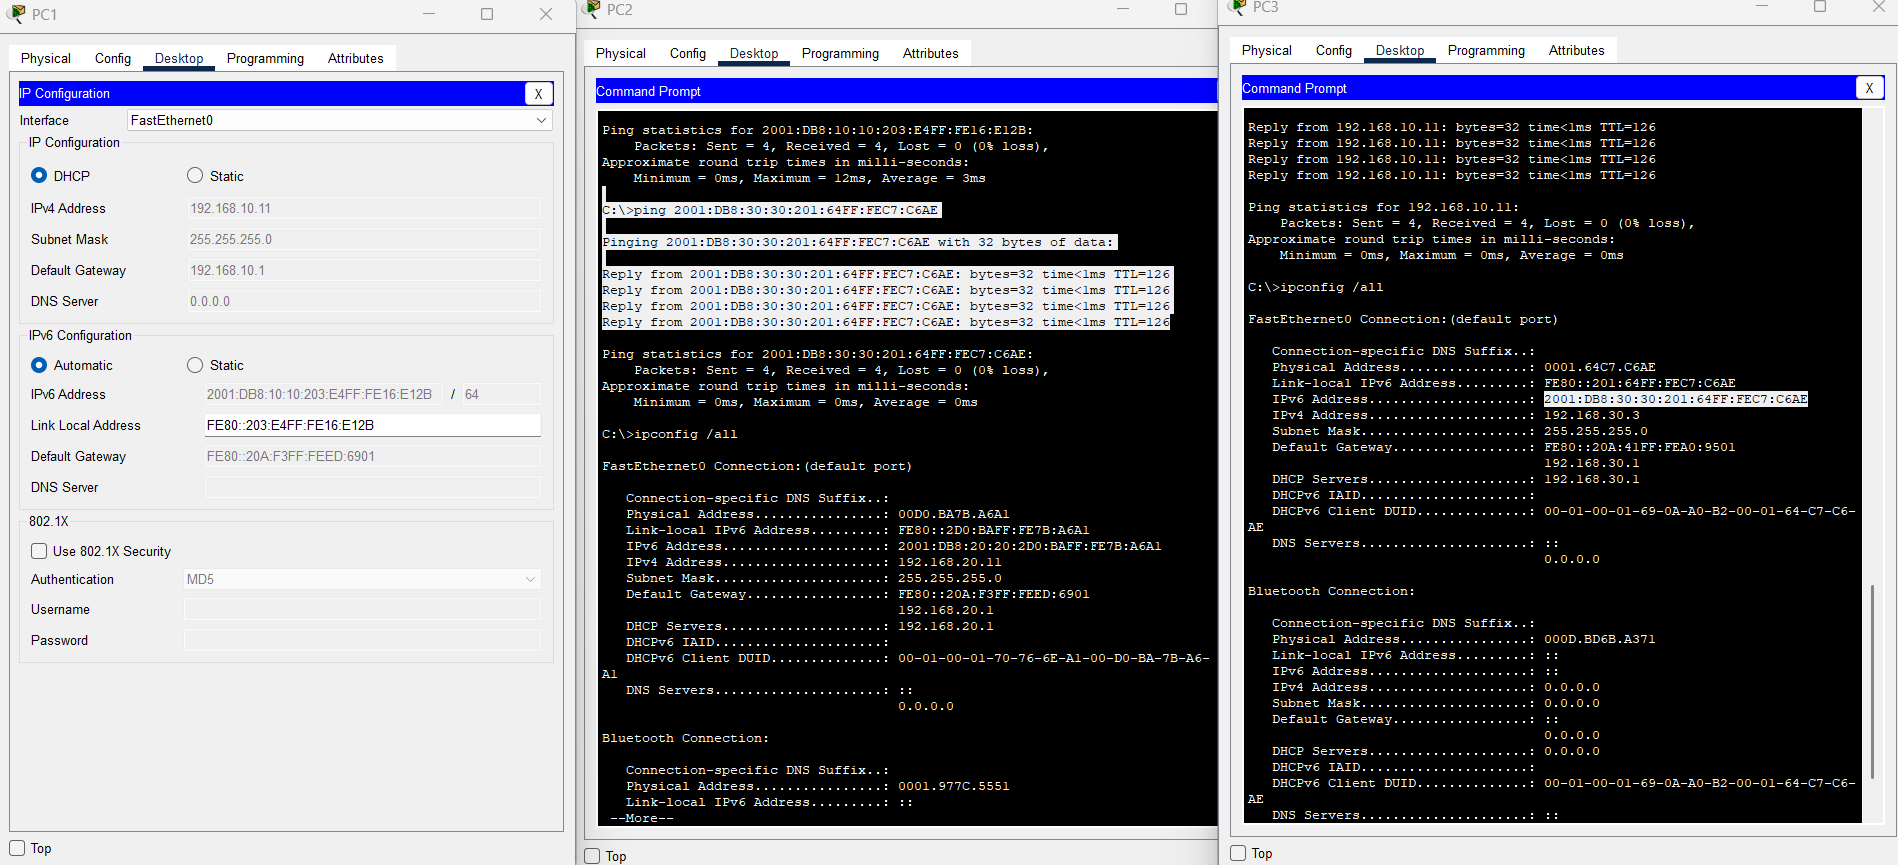 PC1
Physical Config Desktop Programming Attributes
IP Configuration X
Interface FastEthernet0
IP Configuration
DHCP Static
IPv4 Address 192.168.10.11
Subnet Mask 255.255.255.0
Default Gateway 192.168.10.1
DNS Server 0.0.0.0
IPv6 Configuration
Automatic Static
IPv6 Address 2001:DB8:10:10:203:E4FF:FE16:E12B / 64
Link Local Address FE80::203:E4FF:FE16:E12B
Default Gateway FE80::20A:F3FF:FEED:6901
DNS Server
802.1X
Use 802.1X Security
Authentication MD5
Username
Password
Top
PC2
Physical Config Desktop Programming Attributes
Command Prompt
Ping statistics for 2001:DB8:10:10:203:E4FF:FE16:E12B:
Packets: Sent = 4, Received = 4, Lost = 0 (0% loss),
Approximate round trip times in milli-seconds:
Minimum = 0ms, Maximum = 12ms, Average = 3ms
C:\>ping 2001:DB8:30:30:201:64FF:FEC7:C6AE
Pinging 2001:DB8:30:30:201:64FF:FEC7:C6AE with 32 bytes of data:
Reply from 2001:DB8:30:30:201:64FF:FEC7:C6AE: bytes=32 time<1ms TTL=126
Reply from 2001:DB8:30:30:201:64FF:FEC7:C6AE: bytes=32 time<1ms TTL=126
Reply from 2001:DB8:30:30:201:64FF:FEC7:C6AE: bytes=32 time<1ms TTL=126
Reply from 2001:DB8:30:30:201:64FF:FEC7:C6AE: bytes=32 time<1ms TTL=126
Ping statistics for 2001:DB8:30:30:201:64FF:FEC7:C6AE:
Packets: Sent = 4, Received = 4, Lost = 0 (0% loss),
Approximate round trip times in milli-seconds:
Minimum = 0ms, Maximum = 0ms, Average = 0ms
C:\>ipconfig /all
FastEthernet0 Connection:(default port)
Connection-specific DNS Suffix..:
Physical Address................: 00D0.BA7B.A6A1
Link-local IPv6 Address.........: FE80::2D0:BAFF:FE7B:A6A1
IPv6 Address....................: 2001:DB8:20:20:2D0:BAFF:FE7B:A6A1
IPv4 Address....................: 192.168.20.11
Subnet Mask.....................: 255.255.255.0
Default Gateway.................: FE80::20A:F3FF:FEED:6901
192.168.20.1
DHCP Servers....................: 192.168.20.1
DHCPv6 IAID.....................:
DHCPv6 Client DUID..............: 00-01-00-01-70-76-6E-A1-00-D0-BA-7B-A6-
A1
DNS Servers.....................: ::
0.0.0.0
Bluetooth Connection:
Connection-specific DNS Suffix..:
Physical Address................: 0001.977C.5551
Link-local IPv6 Address.........: ::
--More--
Top
PC3
Physical Config Desktop Programming Attributes
Command Prompt X
Reply from 192.168.10.11: bytes=32 time<1ms TTL=126
Reply from 192.168.10.11: bytes=32 time<1ms TTL=126
Reply from 192.168.10.11: bytes=32 time<1ms TTL=126
Reply from 192.168.10.11: bytes=32 time<1ms TTL=126
Ping statistics for 192.168.10.11:
Packets: Sent = 4, Received = 4, Lost = 0 (0% loss),
Approximate round trip times in milli-seconds:
Minimum = 0ms, Maximum = 0ms, Average = 0ms
C:\>ipconfig /all
FastEthernet0 Connection:(default port)
Connection-specific DNS Suffix..:
Physical Address................: 0001.64C7.C6AE
Link-local IPv6 Address.........: FE80::201:64FF:FEC7:C6AE
IPv6 Address....................: 2001:DB8:30:30:201:64FF:FEC7:C6AE
IPv4 Address....................: 192.168.30.3
Subnet Mask.....................: 255.255.255.0
Default Gateway.................: FE80::20A:41FF:FEA0:9501
192.168.30.1
DHCP Servers....................: 192.168.30.1
DHCPv6 IAID.....................:
DHCPv6 Client DUID..............: 00-01-00-01-69-0A-A0-B2-00-01-64-C7-C6-
AE
DNS Servers.....................: ::
0.0.0.0
Bluetooth Connection:
Connection-specific DNS Suffix..:
Physical Address................: 000D.BD6B.A371
Link-local IPv6 Address.........: ::
IPv6 Address....................: ::
IPv4 Address....................: 0.0.0.0
Subnet Mask.....................: 0.0.0.0
Default Gateway.................: ::
0.0.0.0
DHCP Servers....................: 0.0.0.0
DHCPv6 IAID.....................:
DHCPv6 Client DUID..............: 00-01-00-01-69-0A-A0-B2-00-01-64-C7-C6-
AE
DNS Servers.....................: ::
Top